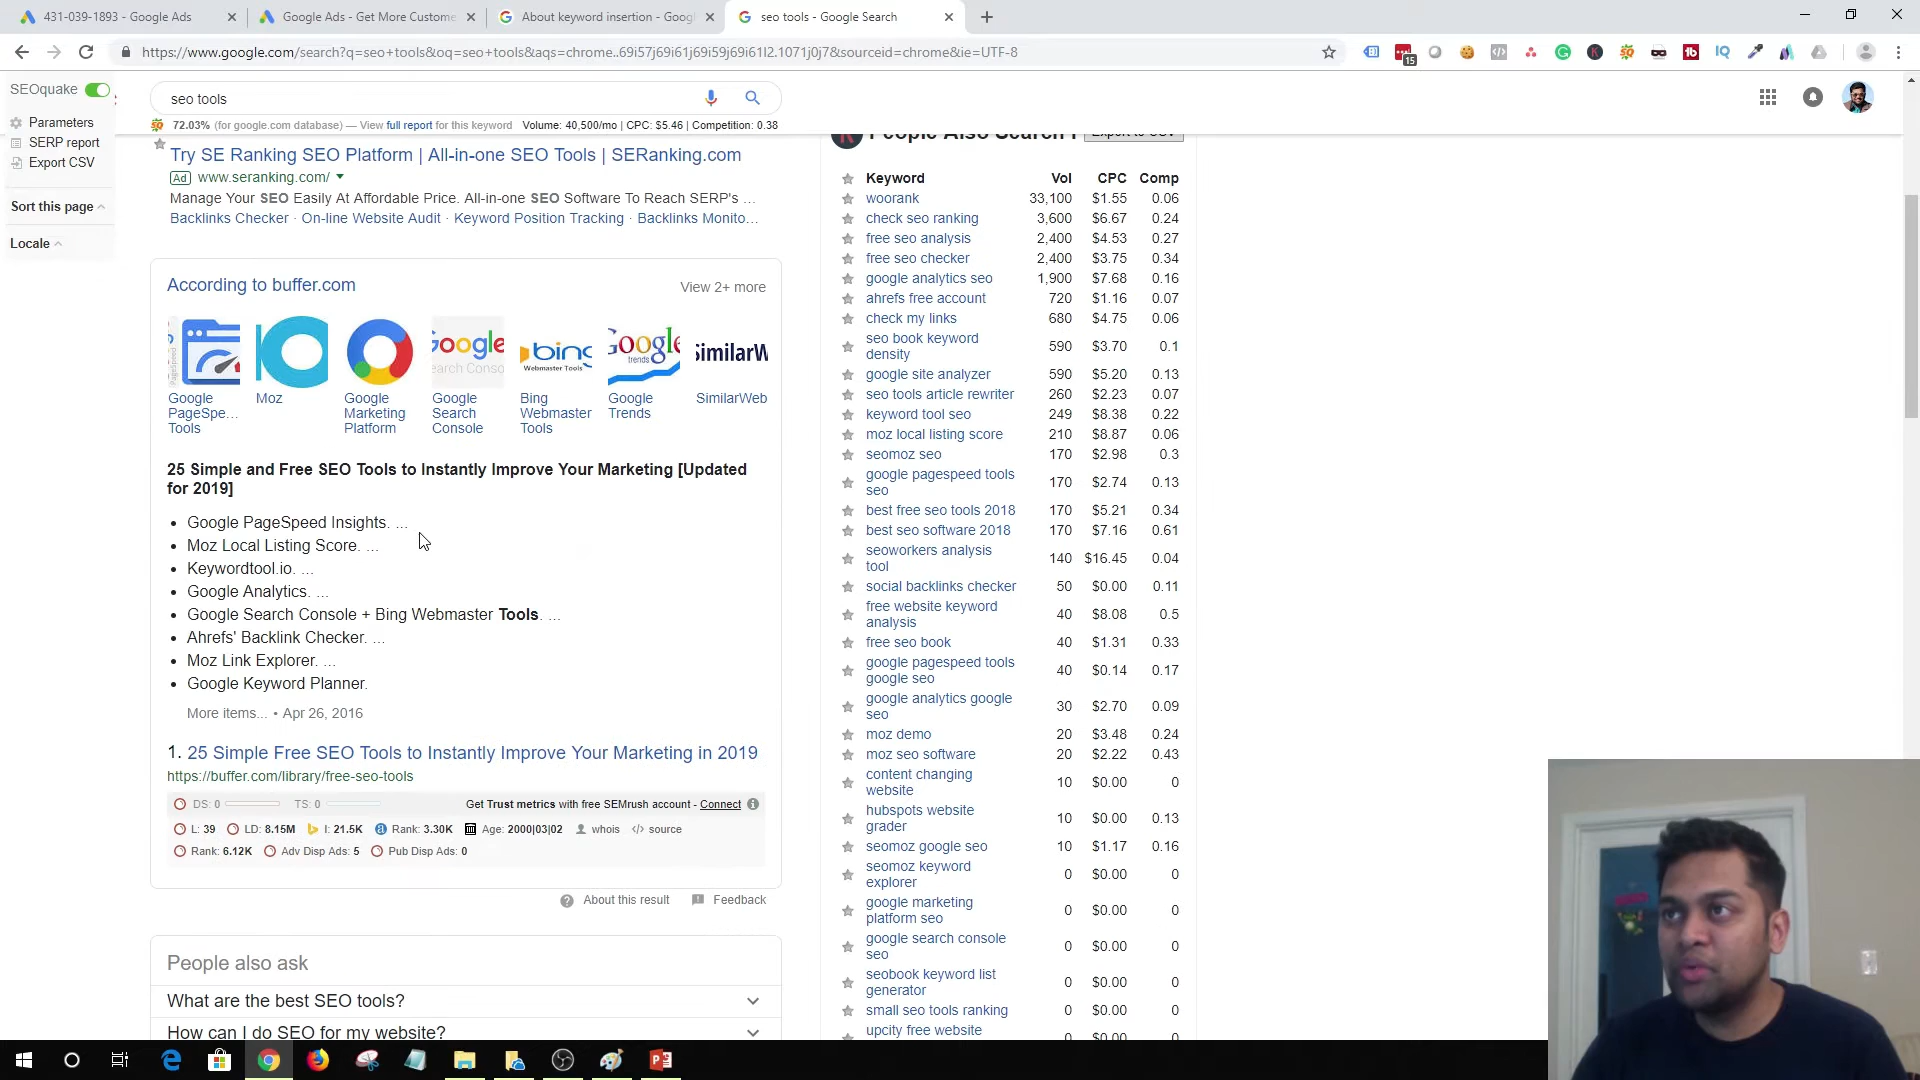 431-039-1893 - Google Ads
Google Ads - Get More Custome
About keyword insertion - Goog
seo tools - Google Search
https://www.google.com/search?q=seo+tools&oq=seo+tools&aqs=chrome..69i57j69i61j69i59j69i61l2.1071j0j7&sourceid=chrome&ie=UTF-8
15
SEOquake
Parameters
SERP report
Export CSV
Sort this page
Locale
seo tools
72.03% (for google.com database) — View full report for this keyword Volume: 40,500/mo | CPC: $5.46 | Competition: 0.38
Try SE Ranking SEO Platform | All-in-one SEO Tools | SERanking.com
Ad www.seranking.com/
Manage Your SEO Easily At Affordable Price. All-in-one SEO Software To Reach SERP's ...
Backlinks Checker · On-line Website Audit · Keyword Position Tracking · Backlinks Monito...
According to buffer.com
View 2+ more
Google PageSpe... Tools
Moz
Google Marketing Platform
Google Search Console
Bing Webmaster Tools
Google Trends
SimilarWeb
25 Simple and Free SEO Tools to Instantly Improve Your Marketing [Updated
for 2019]
• Google PageSpeed Insights. ...
• Moz Local Listing Score. ...
• Keywordtool.io. ...
• Google Analytics. ...
• Google Search Console + Bing Webmaster Tools. ...
• Ahrefs' Backlink Checker. ...
• Moz Link Explorer. ...
• Google Keyword Planner.
More items... • Apr 26, 2016
1. 25 Simple Free SEO Tools to Instantly Improve Your Marketing in 2019
https://buffer.com/library/free-seo-tools
DS: 0 TS: 0 Get Trust metrics with free SEMrush account - Connect
L: 39 LD: 8.15M I: 21.5K Rank: 3.30K Age: 2000|03|02 whois source
Rank: 6.12K Adv Disp Ads: 5 Pub Disp Ads: 0
About this result Feedback
People also ask
What are the best SEO tools?
How can I do SEO for my website?
Keyword Vol CPC Comp
woorank 33,100 $1.55 0.06
check seo ranking 3,600 $6.67 0.24
free seo analysis 2,400 $4.53 0.27
free seo checker 2,400 $3.75 0.34
google analytics seo 1,900 $7.68 0.16
ahrefs free account 720 $1.16 0.07
check my links 680 $4.75 0.06
seo book keyword
density 590 $3.70 0.1
google site analyzer 590 $5.20 0.13
seo tools article rewriter 260 $2.23 0.07
keyword tool seo 249 $8.38 0.22
moz local listing score 210 $8.87 0.06
seomoz seo 170 $2.98 0.3
google pagespeed tools
seo 170 $2.74 0.13
best free seo tools 2018 170 $5.21 0.34
best seo software 2018 170 $7.16 0.61
seoworkers analysis
tool 140 $16.45 0.04
social backlinks checker 50 $0.00 0.11
free website keyword
analysis 40 $8.08 0.5
free seo book 40 $1.31 0.33
google pagespeed tools
google seo 40 $0.14 0.17
google analytics google
seo 30 $2.70 0.09
moz demo 20 $3.48 0.24
moz seo software 20 $2.22 0.43
content changing
website 10 $0.00 0
hubspots website
grader 10 $0.00 0.13
seomoz google seo 10 $1.17 0.16
seomoz keyword
explorer 0 $0.00 0
google marketing
platform seo 0 $0.00 0
google search console
seo 0 $0.00 0
seobook keyword list
generator 0 $0.00 0
small seo tools ranking 0 $0.00 0
upcity free website